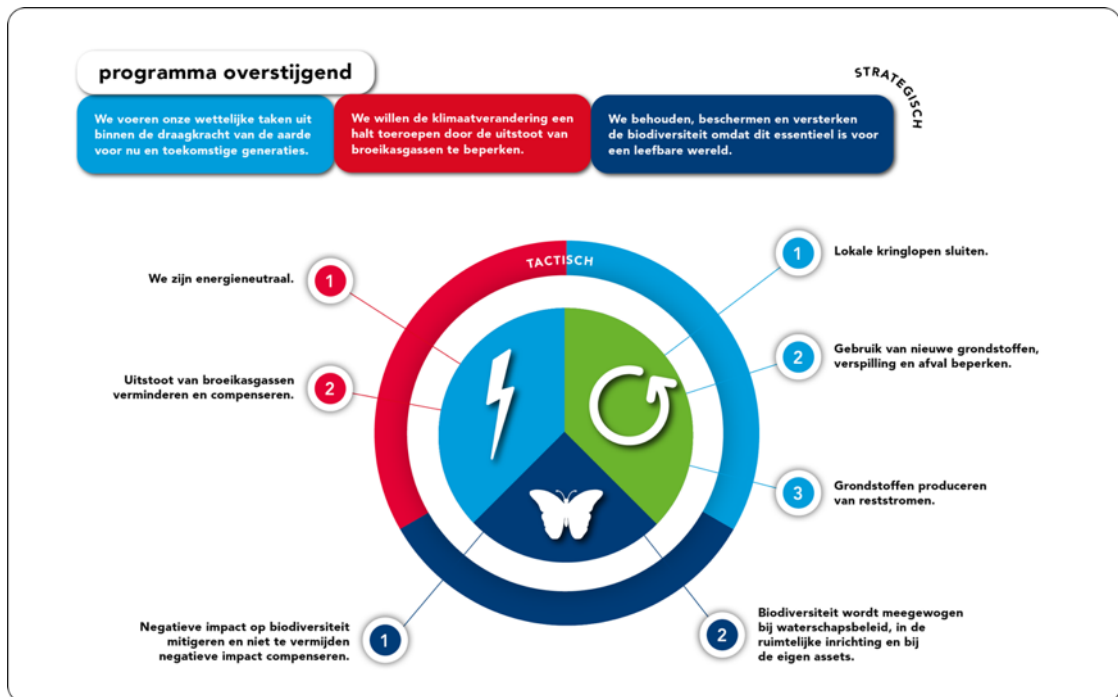 programma overstijgend
STRATEGISCH
We voeren onze wettelijke taken uit
binnen de draagkracht van de aarde
voor nu en toekomstige generaties.
We willen de klimaatverandering een
halt toeroepen door de uitstoot van
broeikasgassen te beperken.
We behouden, beschermen en versterken
de biodiversiteit omdat dit essentieel is voor
een leefbare wereld.
TACTISCH
We zijn energieneutraal.
1
Uitstoot van broeikasgassen
verminderen en compenseren.
2
1
Lokale kringlopen sluiten.
2
Gebruik van nieuwe grondstoffen,
verspilling en afval beperken.
3
Grondstoffen produceren
van reststromen.
Negatieve impact op biodiversiteit
mitigeren en niet te vermijden
negatieve impact compenseren.
1
2
Biodiversiteit wordt meegewogen
bij waterschapsbeleid, in de
ruimtelijke inrichting en bij
de eigen assets.